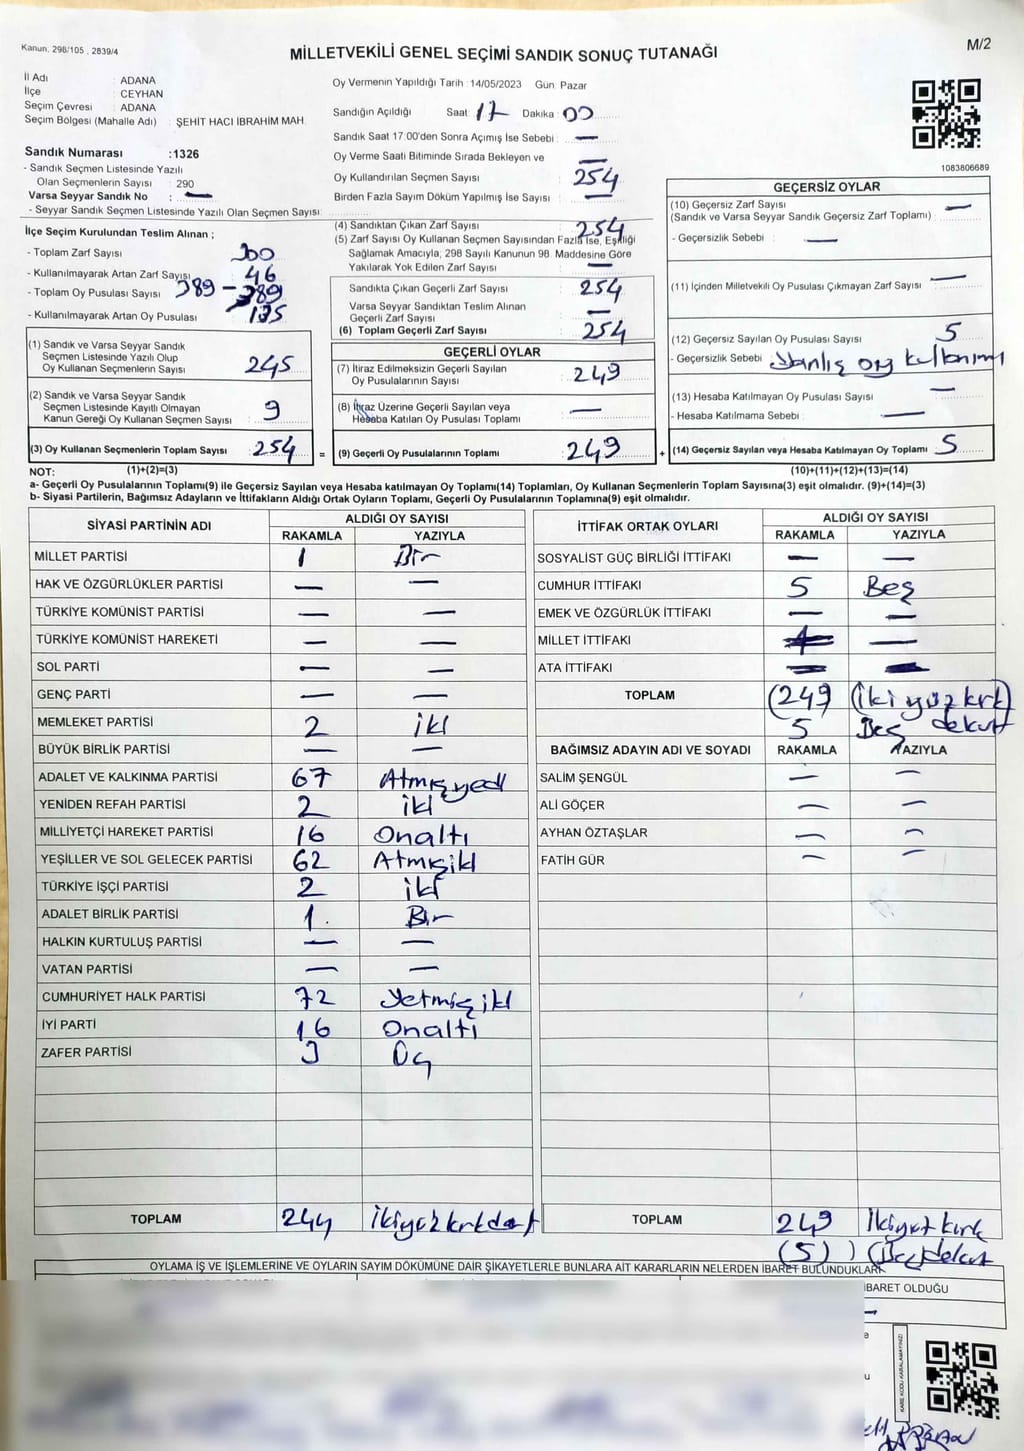 Kanun. 298/105 , 2839/4
M/2
MİLLETVEKİLİ GENEL SEÇİMİ SANDIK SONUÇ TUTANAĞI
İl Adı : ADANA
İlçe : CEYHAN
Seçim Çevresi : ADANA
Seçim Bölgesi (Mahalle Adı) : ŞEHİT HACI İBRAHİM MAH.
Sandık Numarası :1326
- Sandık Seçmen Listesinde Yazılı
Olan Seçmenlerin Sayısı : 290
Varsa Seyyar Sandık No : —
- Seyyar Sandık Seçmen Listesinde Yazılı Olan Seçmen Sayısı:
Oy Vermenin Yapıldığı Tarih :14/05/2023 Gün: Pazar
Sandığın Açıldığı Saat : 17 Dakika : 00
Sandık Saat 17:00'den Sonra Açımış İse Sebebi : —
Oy Verme Saati Bitiminde Sırada Bekleyen ve —
Oy Kullandırılan Seçmen Sayısı : 254
Birden Fazla Sayım Döküm Yapılmış İse Sayısı : —
1083806689
İlçe Seçim Kurulundan Teslim Alınan ;
- Toplam Zarf Sayısı : 300
- Kullanılmayarak Artan Zarf Sayısı : 46
- Toplam Oy Pusulası Sayısı : 389 - 389
- Kullanılmayarak Artan Oy Pusulası : 135
(1) Sandık ve Varsa Seyyar Sandık
Seçmen Listesinde Yazılı Olup
Oy Kullanan Seçmenlerin Sayısı : 245
(2) Sandık ve Varsa Seyyar Sandık
Seçmen Listesinde Kayıtlı Olmayan
Kanun Gereği Oy Kullanan Seçmen Sayısı : 9
(3) Oy Kullanan Seçmenlerin Toplam Sayısı : 254 =
(4) Sandıktan Çıkan Zarf Sayısı : 254
(5) Zarf Sayısı Oy Kullanan Seçmen Sayısından Fazla İse, Eşitliği
Sağlamak Amacıyla, 298 Sayılı Kanunun 98. Maddesine Göre
Yakılarak Yok Edilen Zarf Sayısı : —
Sandıkta Çıkan Geçerli Zarf Sayısı : 254
Varsa Seyyar Sandıktan Teslim Alınan
Geçerli Zarf Sayısı : —
(6) Toplam Geçerli Zarf Sayısı : 254
GEÇERLİ OYLAR
(7) İtiraz Edilmeksizin Geçerli Sayılan
Oy Pusulalarının Sayısı : 249
(8) İtiraz Üzerine Geçerli Sayılan veya
Hesaba Katılan Oy Pusulası Toplamı : —
(9) Geçerli Oy Pusulalarının Toplamı : 249 +
GEÇERSİZ OYLAR
(10) Geçersiz Zarf Sayısı
(Sandık ve Varsa Seyyar Sandık Geçersiz Zarf Toplamı) : —
- Geçersizlik Sebebi : —
(11) İçinden Milletvekili Oy Pusulası Çıkmayan Zarf Sayısı : —
(12) Geçersiz Sayılan Oy Pusulası Sayısı : 5
- Geçersizlik Sebebi : Yanlış oy kullanımı
(13) Hesaba Katılmayan Oy Pusulası Sayısı : —
- Hesaba Katılmama Sebebi : —
(14) Geçersiz Sayılan veya Hesaba Katılmayan Oy Toplamı : 5
NOT: (1)+(2)=(3) (10)+(11)+(12)+(13)=(14)
a- Geçerli Oy Pusulalarının Toplamı(9) ile Geçersiz Sayılan veya Hesaba katılmayan Oy Toplamı(14) Toplamları, Oy Kullanan Seçmenlerin Toplam Sayısına(3) eşit olmalıdır. (9)+(14)=(3)
b- Siyasi Partilerin, Bağımsız Adayların ve İttifakların Aldığı Ortak Oyların Toplamı, Geçerli Oy Pusulalarının Toplamına(9) eşit olmalıdır.
SİYASİ PARTİNİN ADI ALDIĞI OY SAYISI
RAKAMLA YAZIYLA
MİLLET PARTİSİ 1 Bir
HAK VE ÖZGÜRLÜKLER PARTİSİ — —
TÜRKİYE KOMÜNİST PARTİSİ — —
TÜRKİYE KOMÜNİST HAREKETİ — —
SOL PARTİ — —
GENÇ PARTİ — —
MEMLEKET PARTİSİ 2 iki
BÜYÜK BİRLİK PARTİSİ — —
ADALET VE KALKINMA PARTİSİ 67 Atmışyedi
YENİDEN REFAH PARTİSİ 2 iki
MİLLİYETÇİ HAREKET PARTİSİ 16 Onaltı
YEŞİLLER VE SOL GELECEK PARTİSİ 62 Atmışiki
TÜRKİYE İŞÇİ PARTİSİ 2 iki
ADALET BİRLİK PARTİSİ 1. Bir
HALKIN KURTULUŞ PARTİSİ — —
VATAN PARTİSİ — —
CUMHURİYET HALK PARTİSİ 72 Yetmişiki
İYİ PARTİ 16 Onaltı
ZAFER PARTİSİ 3 Üç
TOPLAM 244 ikiyüzkırkdört
İTTİFAK ORTAK OYLARI ALDIĞI OY SAYISI
RAKAMLA YAZIYLA
SOSYALİST GÜÇ BİRLİĞİ İTTİFAKI — —
CUMHUR İTTİFAKI 5 Beş
EMEK VE ÖZGÜRLÜK İTTİFAKI — —
MİLLET İTTİFAKI — —
ATA İTTİFAKI — —
TOPLAM (249) (İkiyüzkırk)
5 Beş
BAĞIMSIZ ADAYIN ADI VE SOYADI RAKAMLA YAZIYLA
SALİM ŞENGÜL — —
ALİ GÖÇER — —
AYHAN ÖZTAŞLAR — —
FATİH GÜR — —
TOPLAM 249 İkiyüzkırk
(5)
OYLAMA İŞ VE İŞLEMLERİNE VE OYLARIN SAYIM DÖKÜMÜNE DAİR ŞİKAYETLERLE BUNLARA AİT KARARLARIN NELERDEN İBARET BULUNDUKLARI
İBARET OLDUĞU
—
KARE KODU KARALAMAYINIZ!